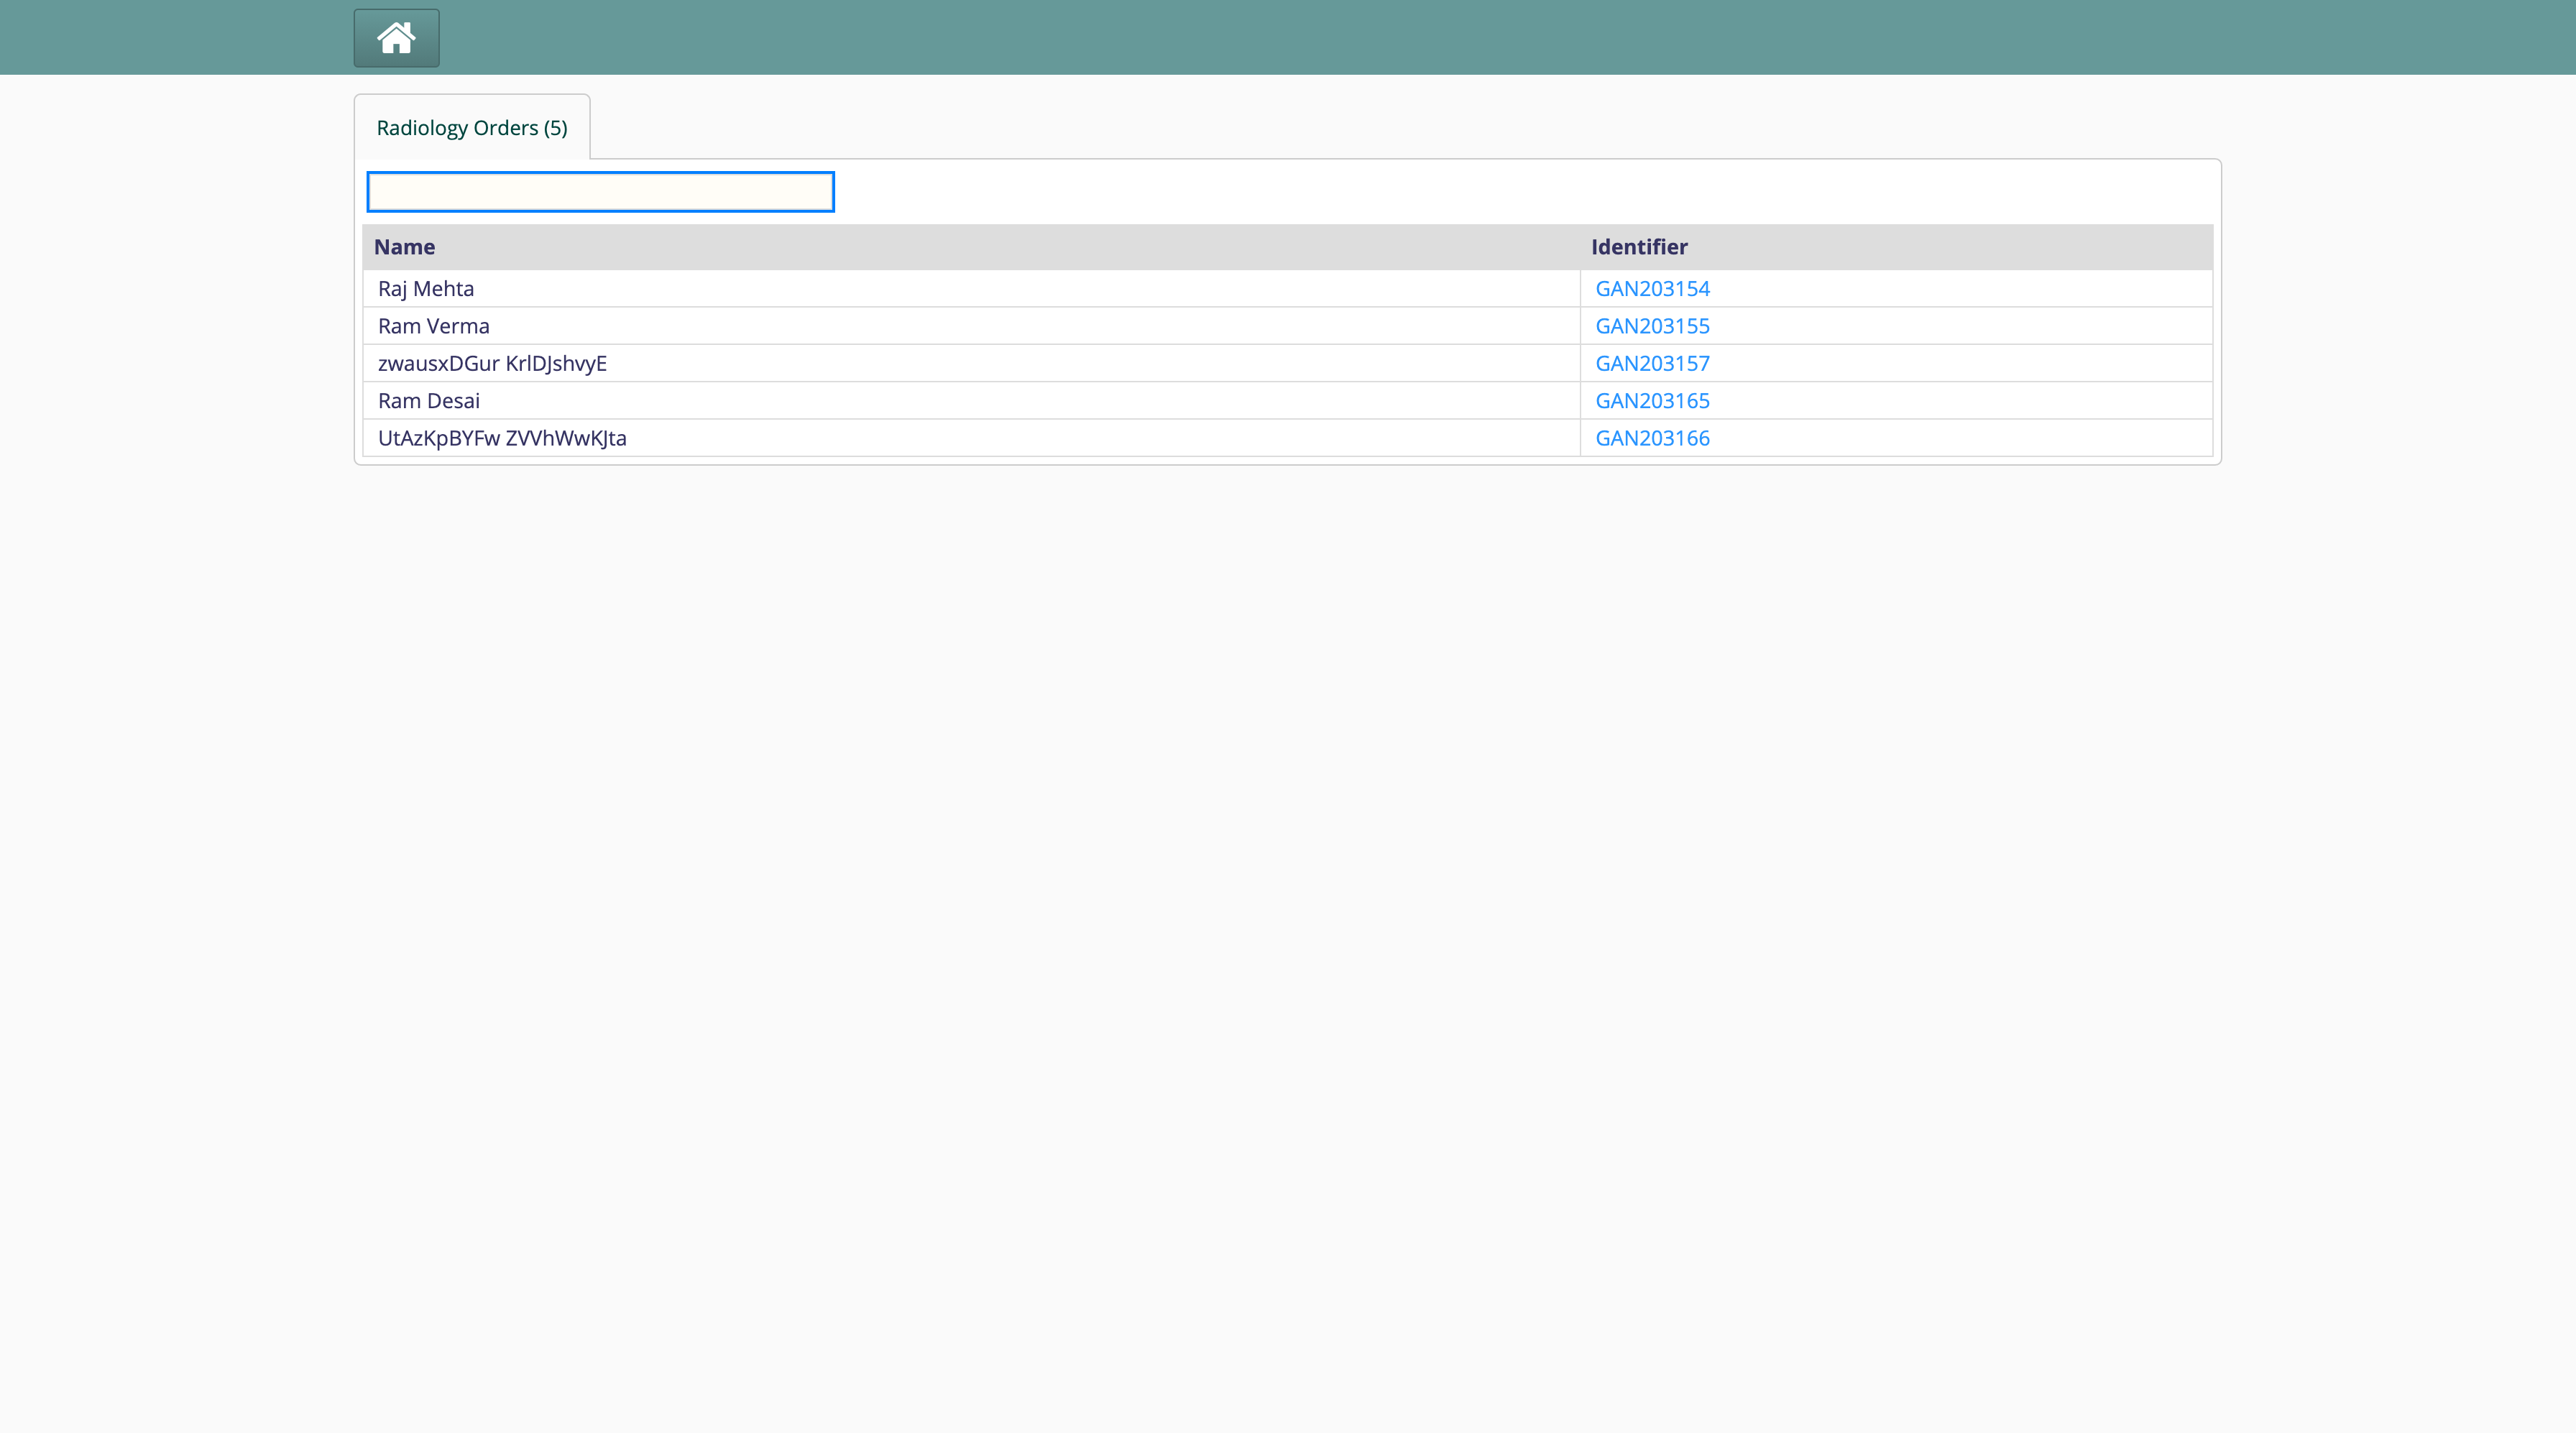 Radiology Orders (5)
Name Identifier
Raj Mehta GAN203154
Ram Verma GAN203155
zwausxDGur KrlDJshvyE GAN203157
Ram Desai GAN203165
UtAzKpBYFw ZVVhWwKJta GAN203166